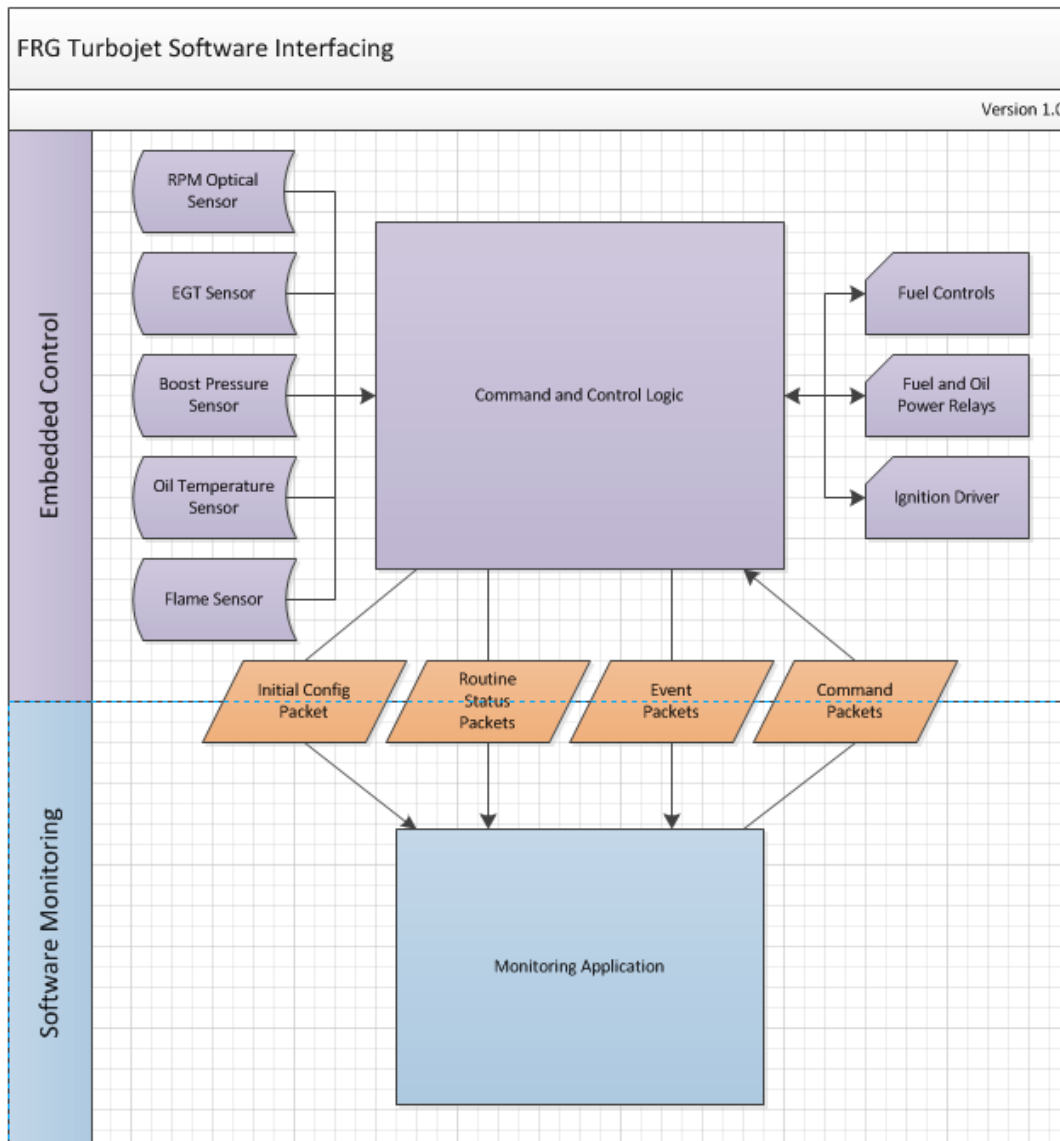 FRG Turbojet Software Interfacing
Version 1.0
Embedded Control
RPM Optical
Sensor
EGT Sensor
Boost Pressure
Sensor
Oil Temperature
Sensor
Flame Sensor
Command and Control Logic
Fuel Controls
Fuel and Oil
Power Relays
Ignition Driver
Initial Config
Packet
Routine
Status
Packets
Event
Packets
Command
Packets
Software Monitoring
Monitoring Application